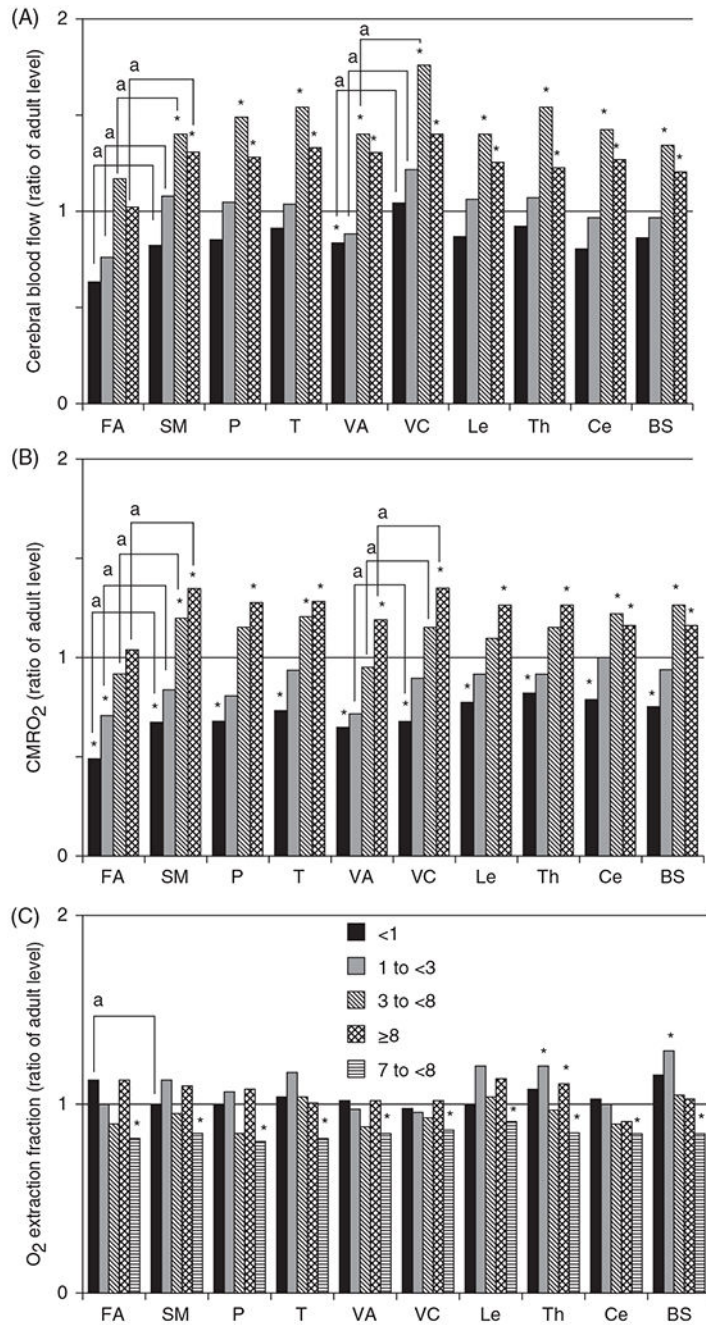 (A)
Cerebral blood flow (ratio of adult level)
2
1
0
a a a a a a a
* * * * * * * * * * * * * * * * * * *
FA SM P T VA VC Le Th Ce BS
(B)
CMRO2 (ratio of adult level)
2
1
0
a a a a a a a
* * * * * * * * * * * * * * * * * * * * * * * * *
FA SM P T VA VC Le Th Ce BS
(C)
O2 extraction fraction (ratio of adult level)
2
1
0
a
<1
1 to <3
3 to <8
≥8
7 to <8
* * * * * * * * * * * * *
FA SM P T VA VC Le Th Ce BS